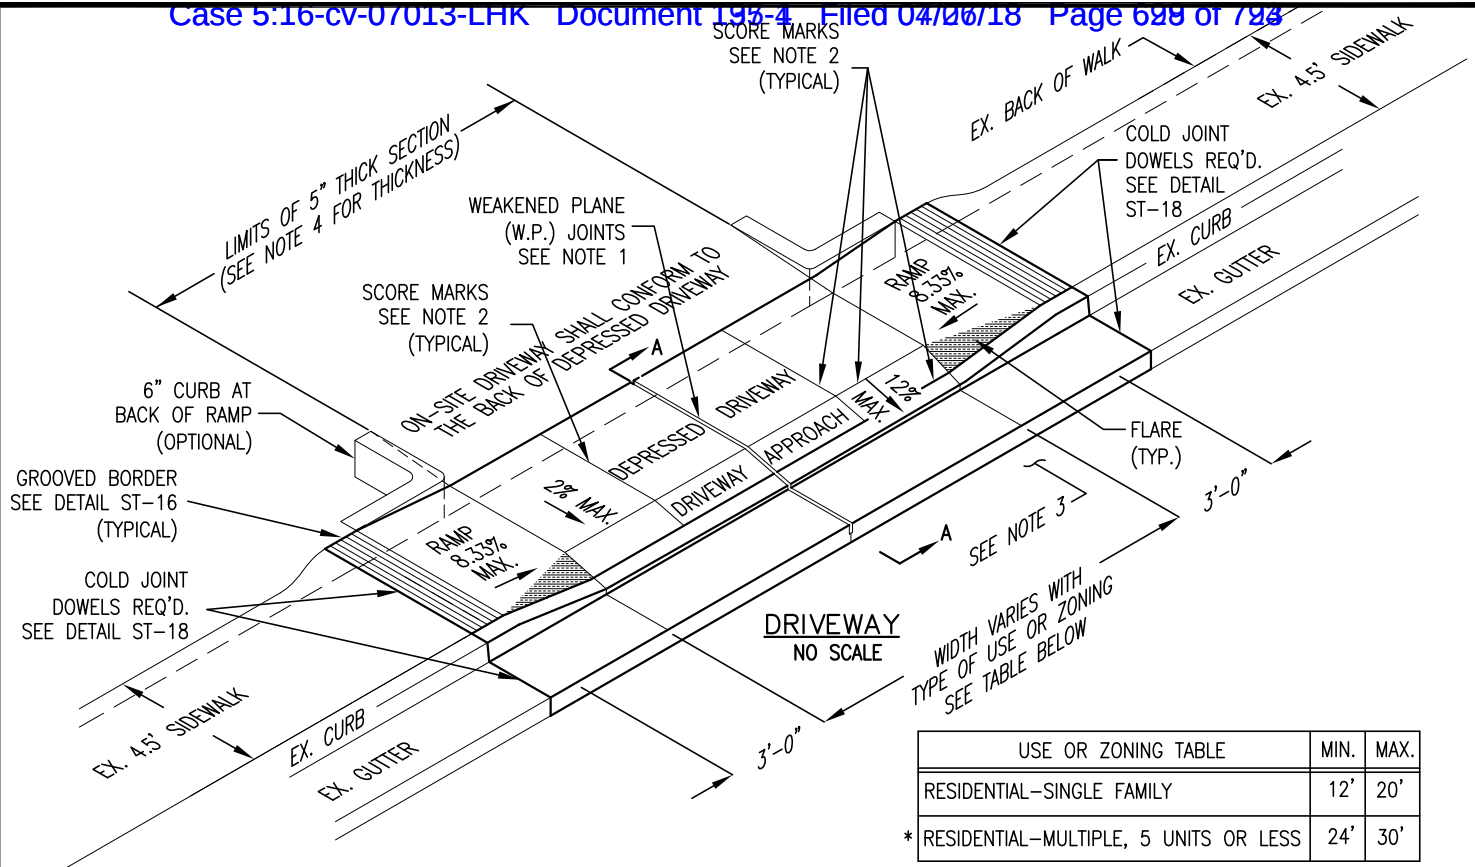 Case 5:16-cv-07013-LHK Document Filed /18 Page of
SCORE MARKS
SEE NOTE 2
(TYPICAL)
EX. BACK OF WALK
EX. 4.5' SIDEWALK
COLD JOINT
DOWELS REQ'D.
SEE DETAIL
ST-18
LIMITS OF 5" THICK SECTION
(SEE NOTE 4 FOR THICKNESS)
WEAKENED PLANE
(W.P.) JOINTS
SEE NOTE 1
EX. CURB
EX. GUTTER
SCORE MARKS
SEE NOTE 2
(TYPICAL)
ON-SITE DRIVEWAY SHALL CONFORM TO
THE BACK OF DEPRESSED DRIVEWAY
RAMP
8.33%
MAX.
A
6" CURB AT
BACK OF RAMP
(OPTIONAL)
DEPRESSED DRIVEWAY
12%
MAX.
DRIVEWAY APPROACH
FLARE
(TYP.)
GROOVED BORDER
SEE DETAIL ST-16
(TYPICAL)
2% MAX.
3'-0"
RAMP
8.33%
MAX.
A
SEE NOTE 3
COLD JOINT
DOWELS REQ'D.
SEE DETAIL ST-18
DRIVEWAY
NO SCALE
WIDTH VARIES WITH
TYPE OF USE OR ZONING
SEE TABLE BELOW
EX. 4.5' SIDEWALK
EX. CURB
EX. GUTTER
3'-0"
USE OR ZONING TABLE MIN. MAX.
RESIDENTIAL-SINGLE FAMILY 12' 20'
* RESIDENTIAL-MULTIPLE, 5 UNITS OR LESS 24' 30'